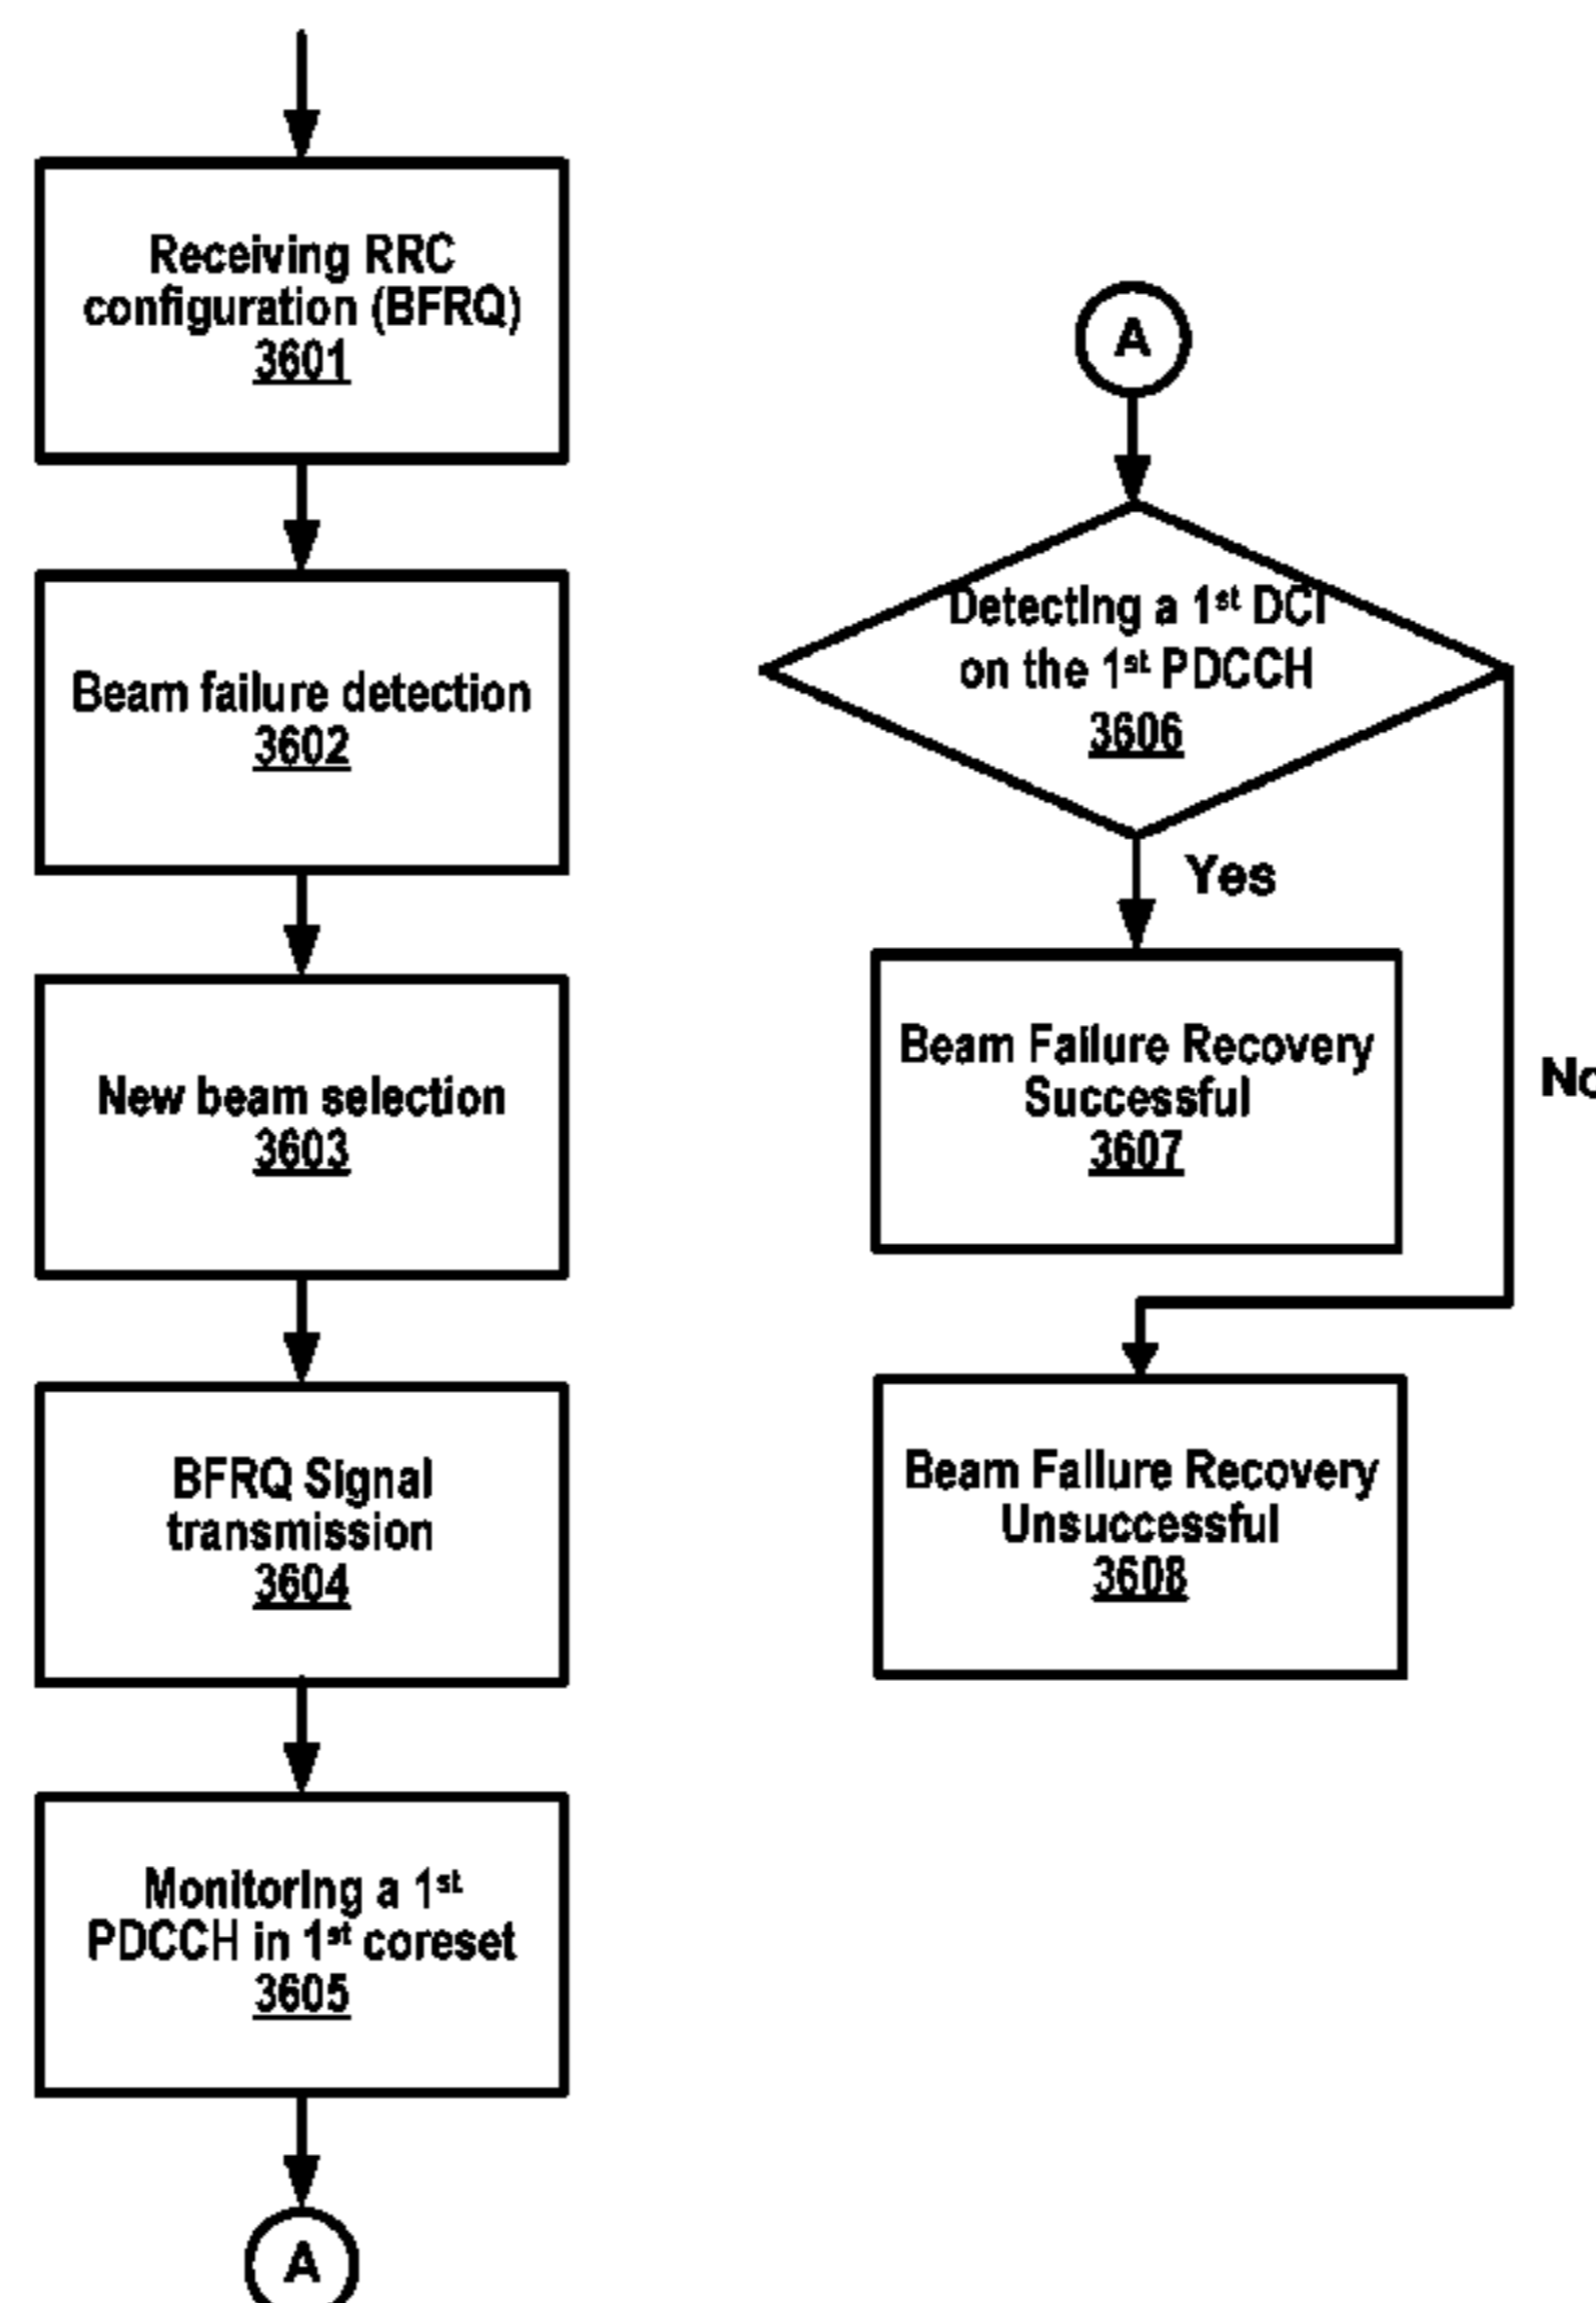 Receiving RRC
configuration (BFRQ)
3601
Beam failure detection
3602
New beam selection
3603
BFRQ Signal
transmission
3604
Monitoring a 1st
PDCCH in 1st coreset
3605
A
A
Detecting a 1st DCI
on the 1st PDCCH
3606
Yes
Beam Failure Recovery
Successful
3607
No
Beam Failure Recovery
Unsuccessful
3608